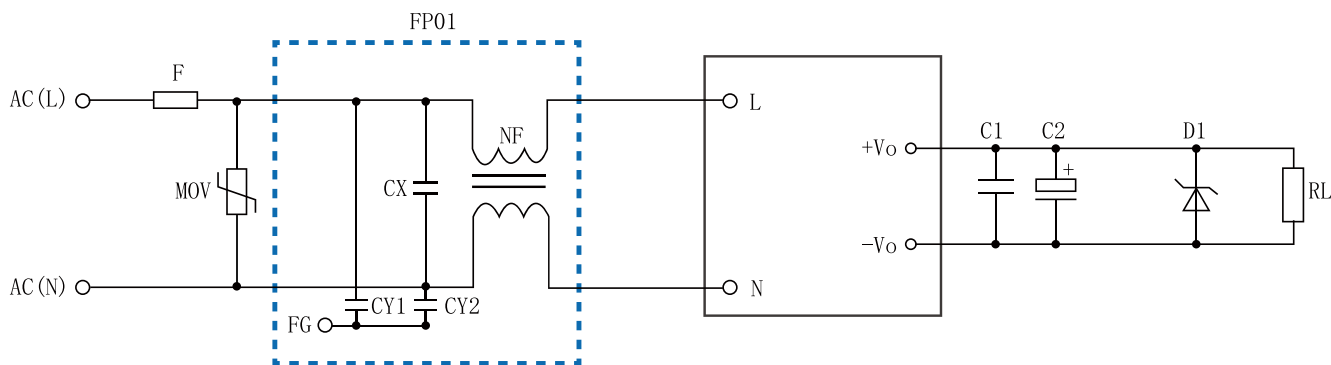 FP01
F
AC(L)
MOV
AC(N)
NF
CX
CY1
CY2
FG
L
N
+Vo
-Vo
C1
C2
+
D1
RL